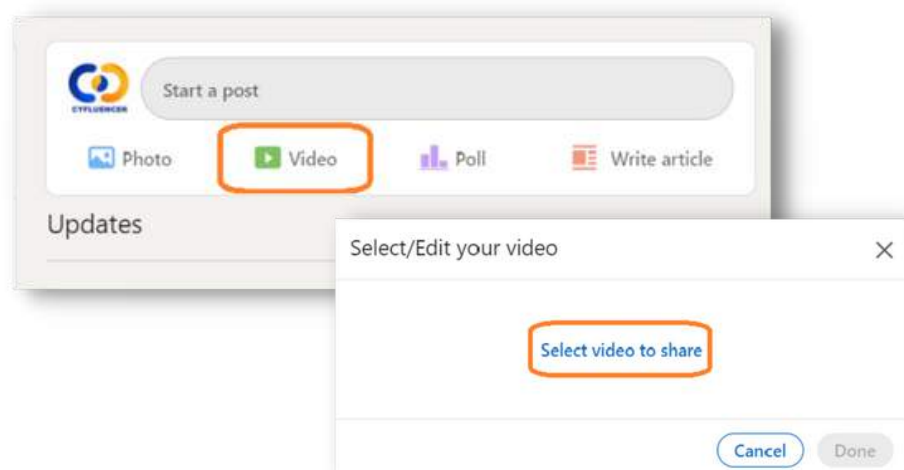 CYFLUENCER
Start a post
Photo
Video
Poll
Write article
Updates
Select/Edit your video
Select video to share
Cancel
Done